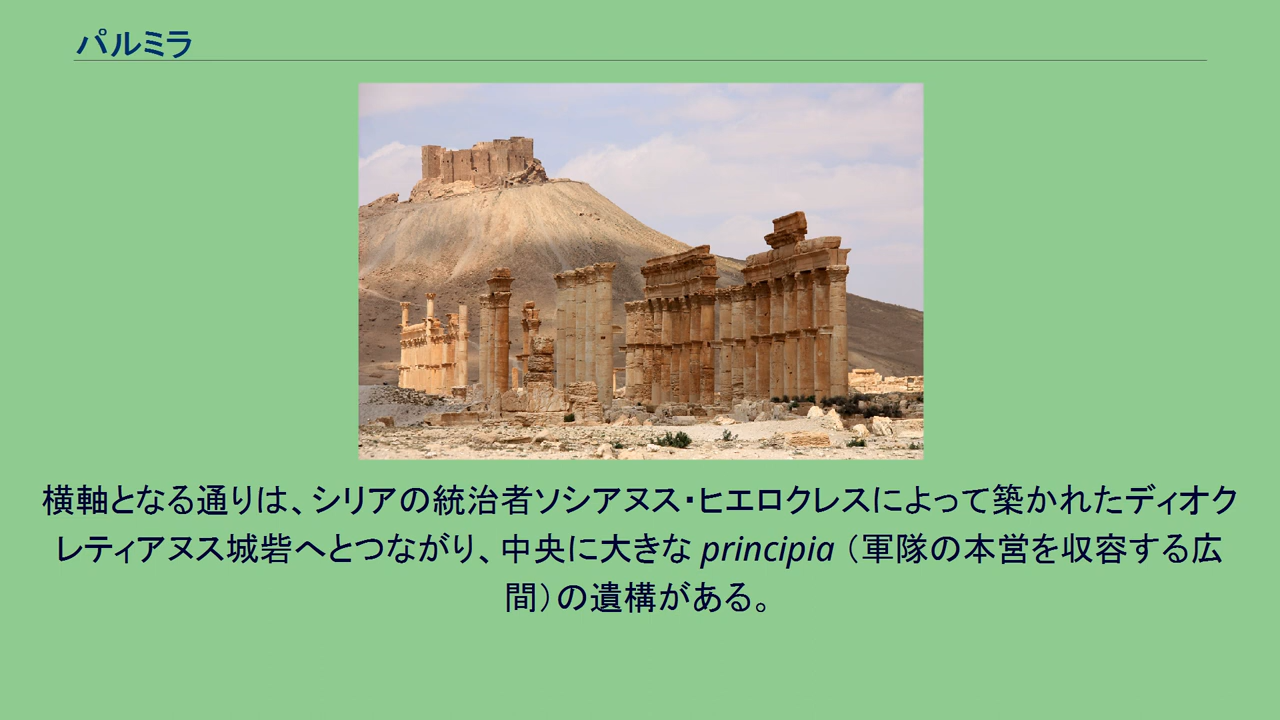 パルミラ
横軸となる通りは、シリアの統治者ソシアヌス・ヒエロクレスによって築かれたディオク
レティアヌス城砦へとつながり、中央に大きな principia （軍隊の本営を収容する広
間）の遺構がある。